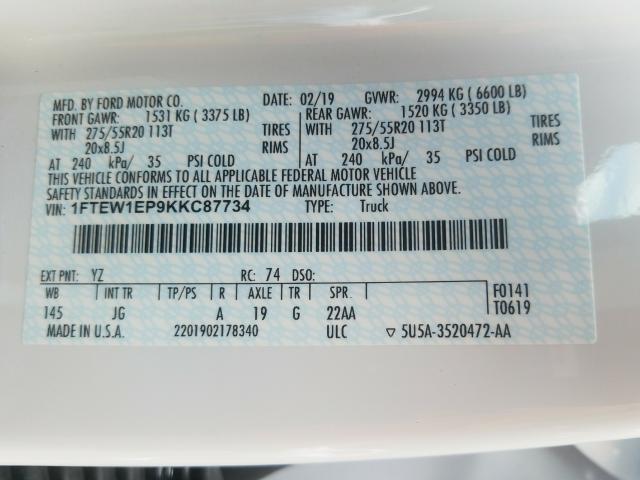 MFD. BY FORD MOTOR CO. DATE: 02/19 GVWR: 2994 KG ( 6600 LB)
FRONT GAWR: 1531 KG ( 3375 LB) REAR GAWR: 1520 KG ( 3350 LB)
WITH 275/55R20 113T TIRES WITH 275/55R20 113T TIRES
20x8.5J RIMS 20x8.5J RIMS
AT 240 kPa/ 35 PSI COLD AT 240 kPa/ 35 PSI COLD
THIS VEHICLE CONFORMS TO ALL APPLICABLE FEDERAL MOTOR VEHICLE
SAFETY STANDARDS IN EFFECT ON THE DATE OF MANUFACTURE SHOWN ABOVE.
VIN: 1FTEW1EP9KKC87734 TYPE: Truck
EXT PNT: YZ RC: 74 DSO:
WB INT TR TP/PS R AXLE TR SPR. F0141
145 JG A 19 G 22AA T0619
MADE IN U.S.A. 2201902178340 ULC ▽ 5U5A-3520472-AA